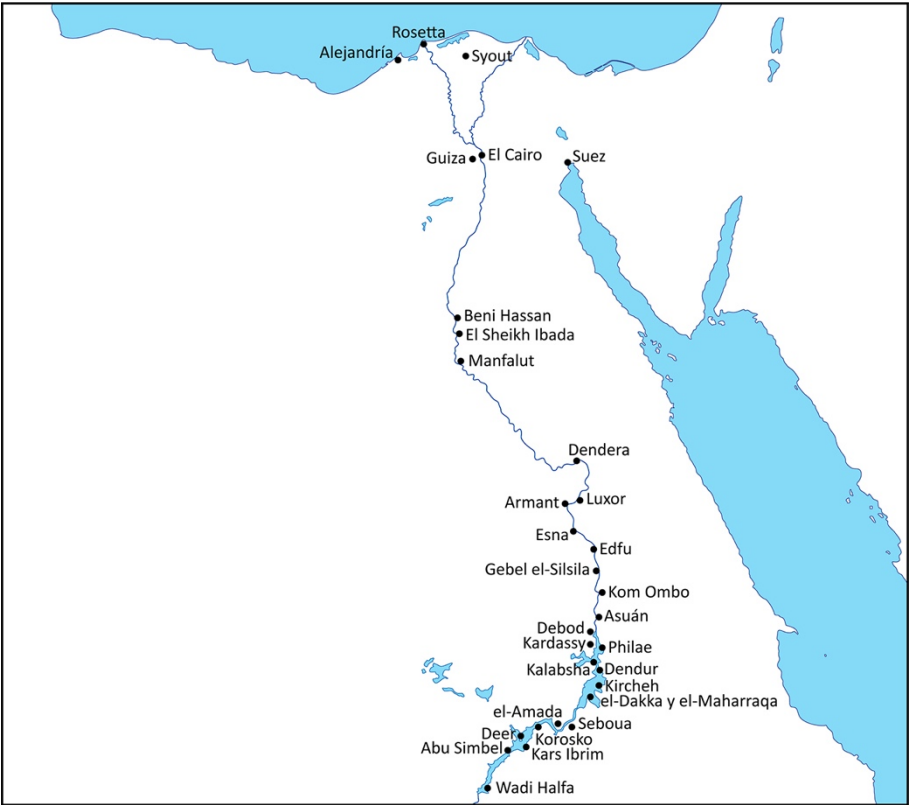 Rosetta
Alejandría
Syout
Guiza
El Cairo
Suez
Beni Hassan
El Sheikh Ibada
Manfalut
Dendera
Armant
Luxor
Esna
Edfu
Gebel el-Silsila
Kom Ombo
Asuán
Debod
Kardassy
Philae
Kalabsha
Dendur
Kircheh
el-Dakka y el-Maharraqa
el-Amada
Seboua
Deer
Korosko
Abu Simbel
Kars Ibrim
Wadi Halfa